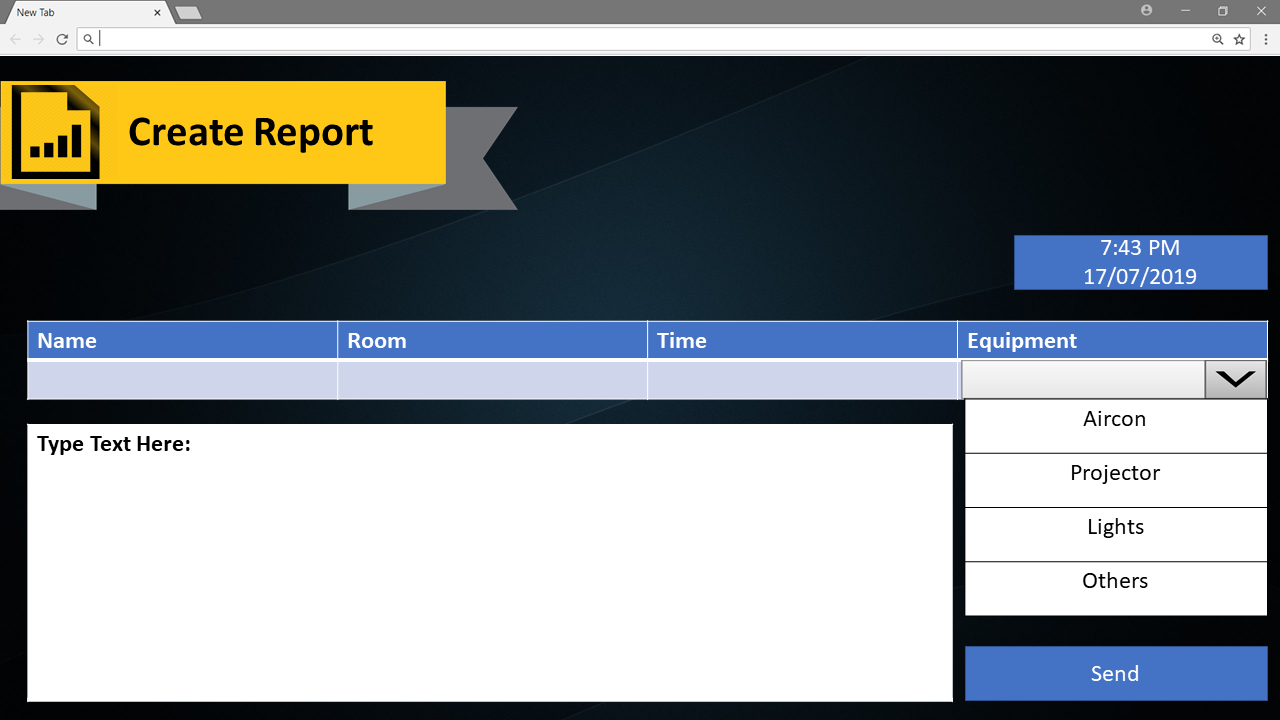 New Tab
Create Report
7:43 PM
17/07/2019
Name Room Time Equipment
Type Text Here:
Aircon
Projector
Lights
Others
Send